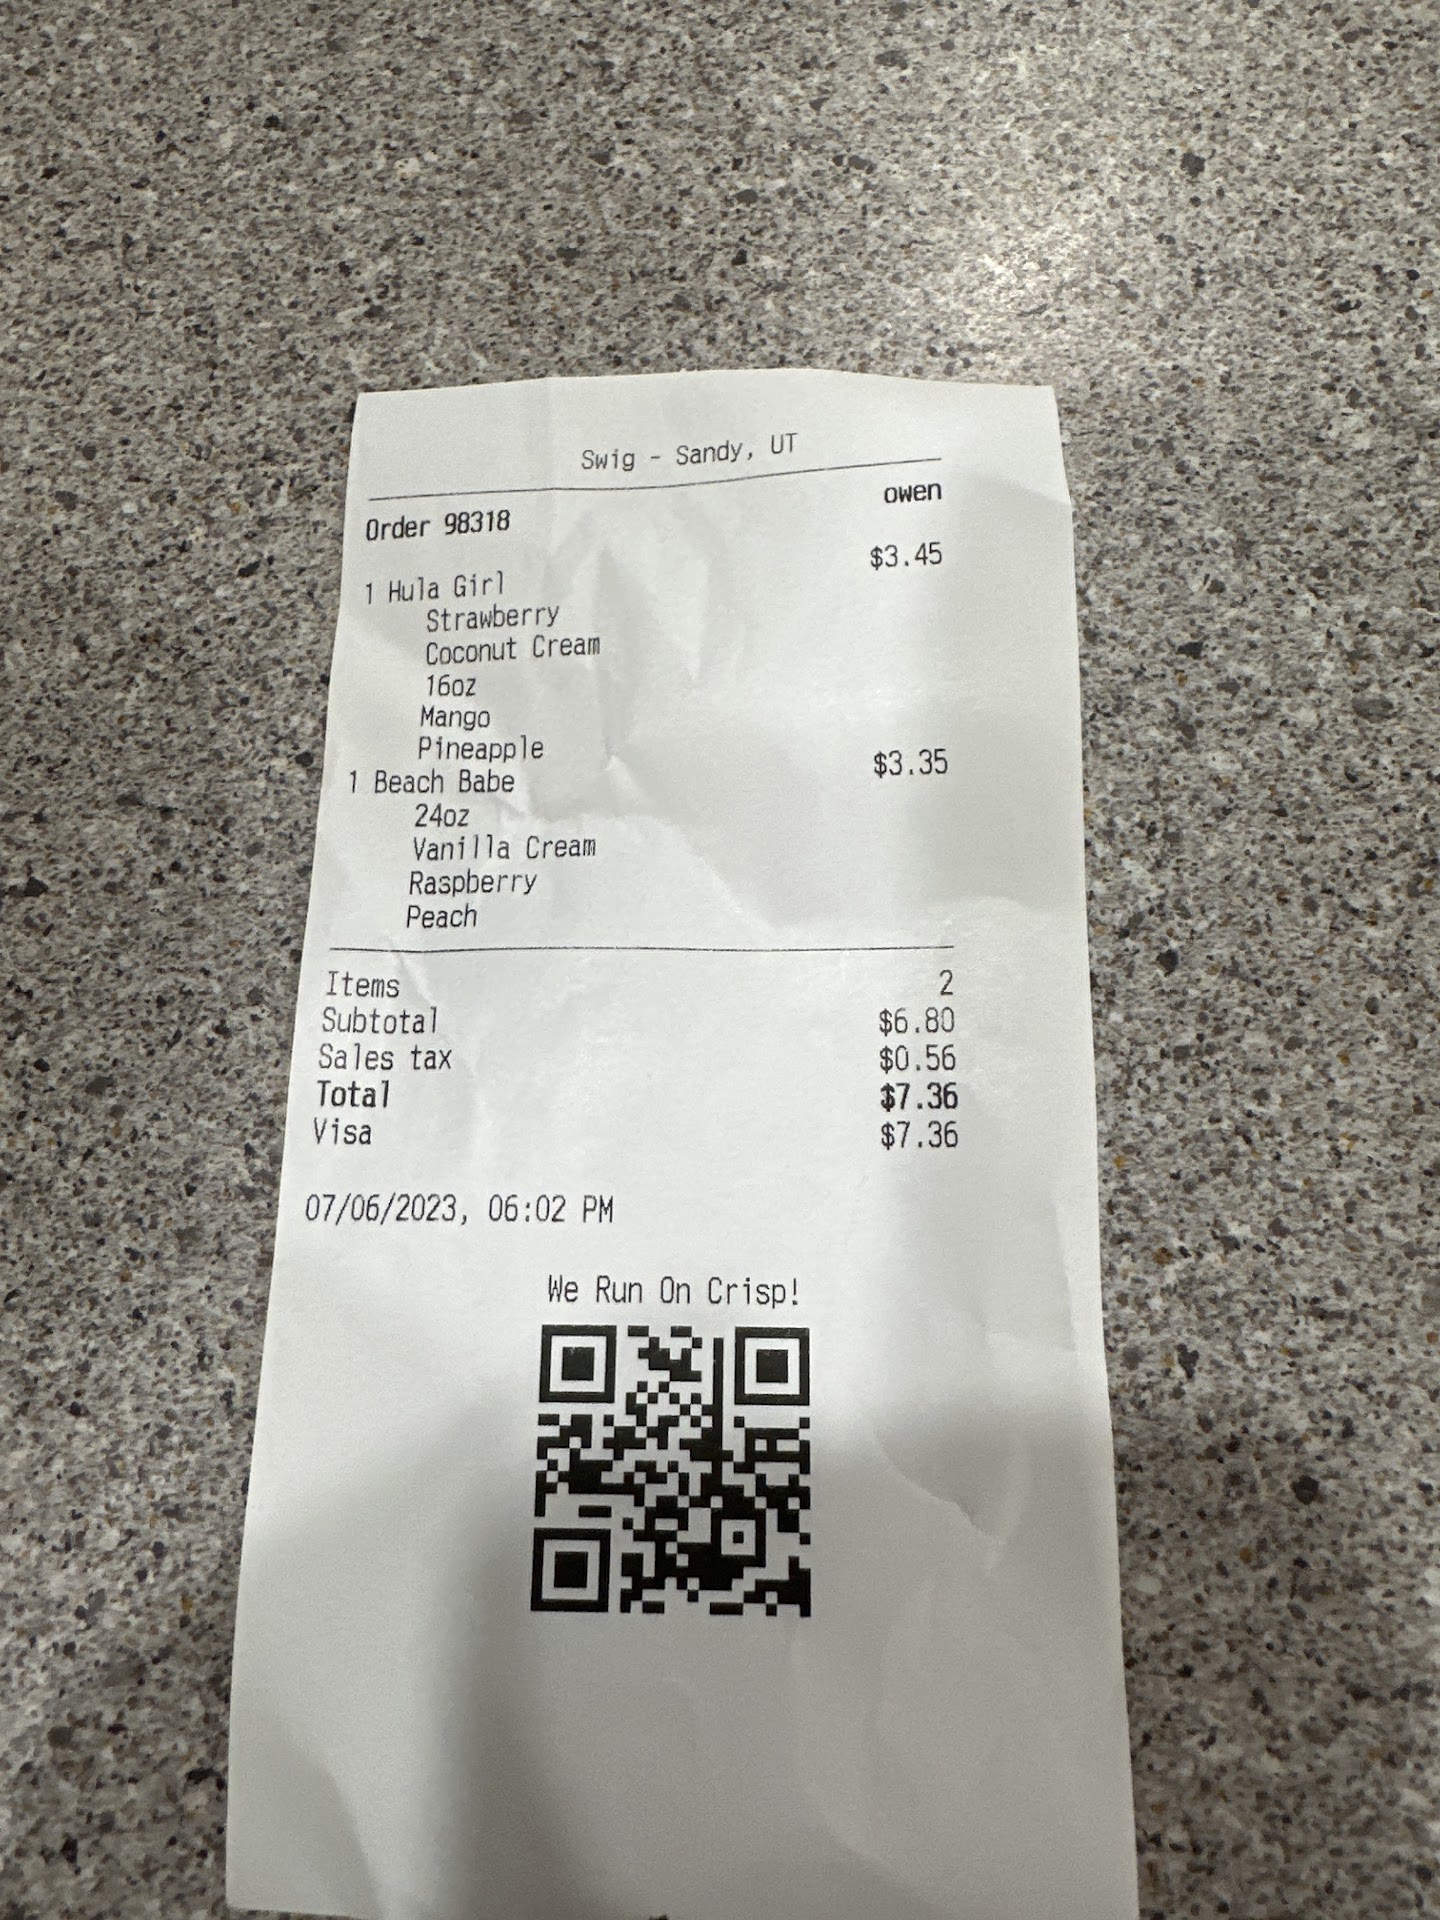 Swig - Sandy, UT
Order 98318 owen
1 Hula Girl $3.45
Strawberry
Coconut Cream
16oz
Mango
Pineapple
1 Beach Babe $3.35
24oz
Vanilla Cream
Raspberry
Peach
Items 2
Subtotal $6.80
Sales tax $0.56
Total $7.36
Visa $7.36
07/06/2023, 06:02 PM
We Run On Crisp!